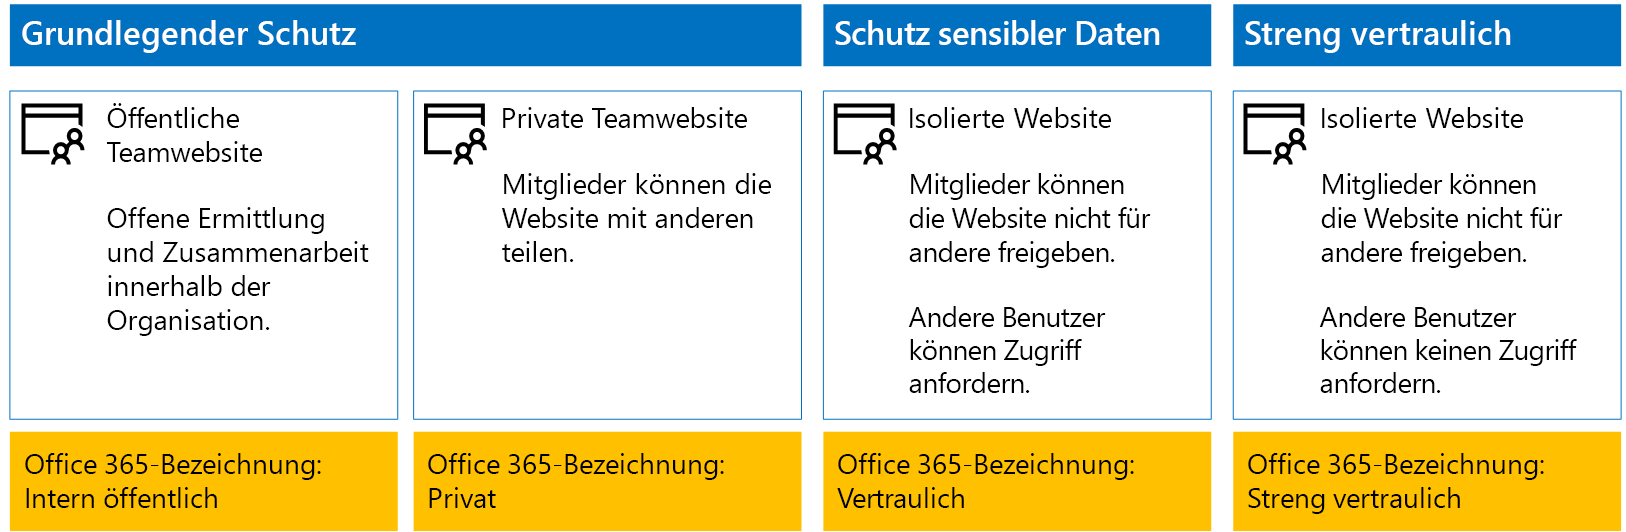 Grundlegender Schutz
Öffentliche
Teamwebsite
Offene Ermittlung
und Zusammenarbeit
innerhalb der
Organisation.
Office 365-Bezeichnung:
Intern öffentlich
Private Teamwebsite
Mitglieder können die
Website mit anderen
teilen.
Office 365-Bezeichnung:
Privat
Schutz sensibler Daten
Isolierte Website
Mitglieder können
die Website nicht für
andere freigeben.
Andere Benutzer
können Zugriff
anfordern.
Office 365-Bezeichnung:
Vertraulich
Streng vertraulich
Isolierte Website
Mitglieder können
die Website nicht für
andere freigeben.
Andere Benutzer
können keinen Zugriff
anfordern.
Office 365-Bezeichnung:
Streng vertraulich